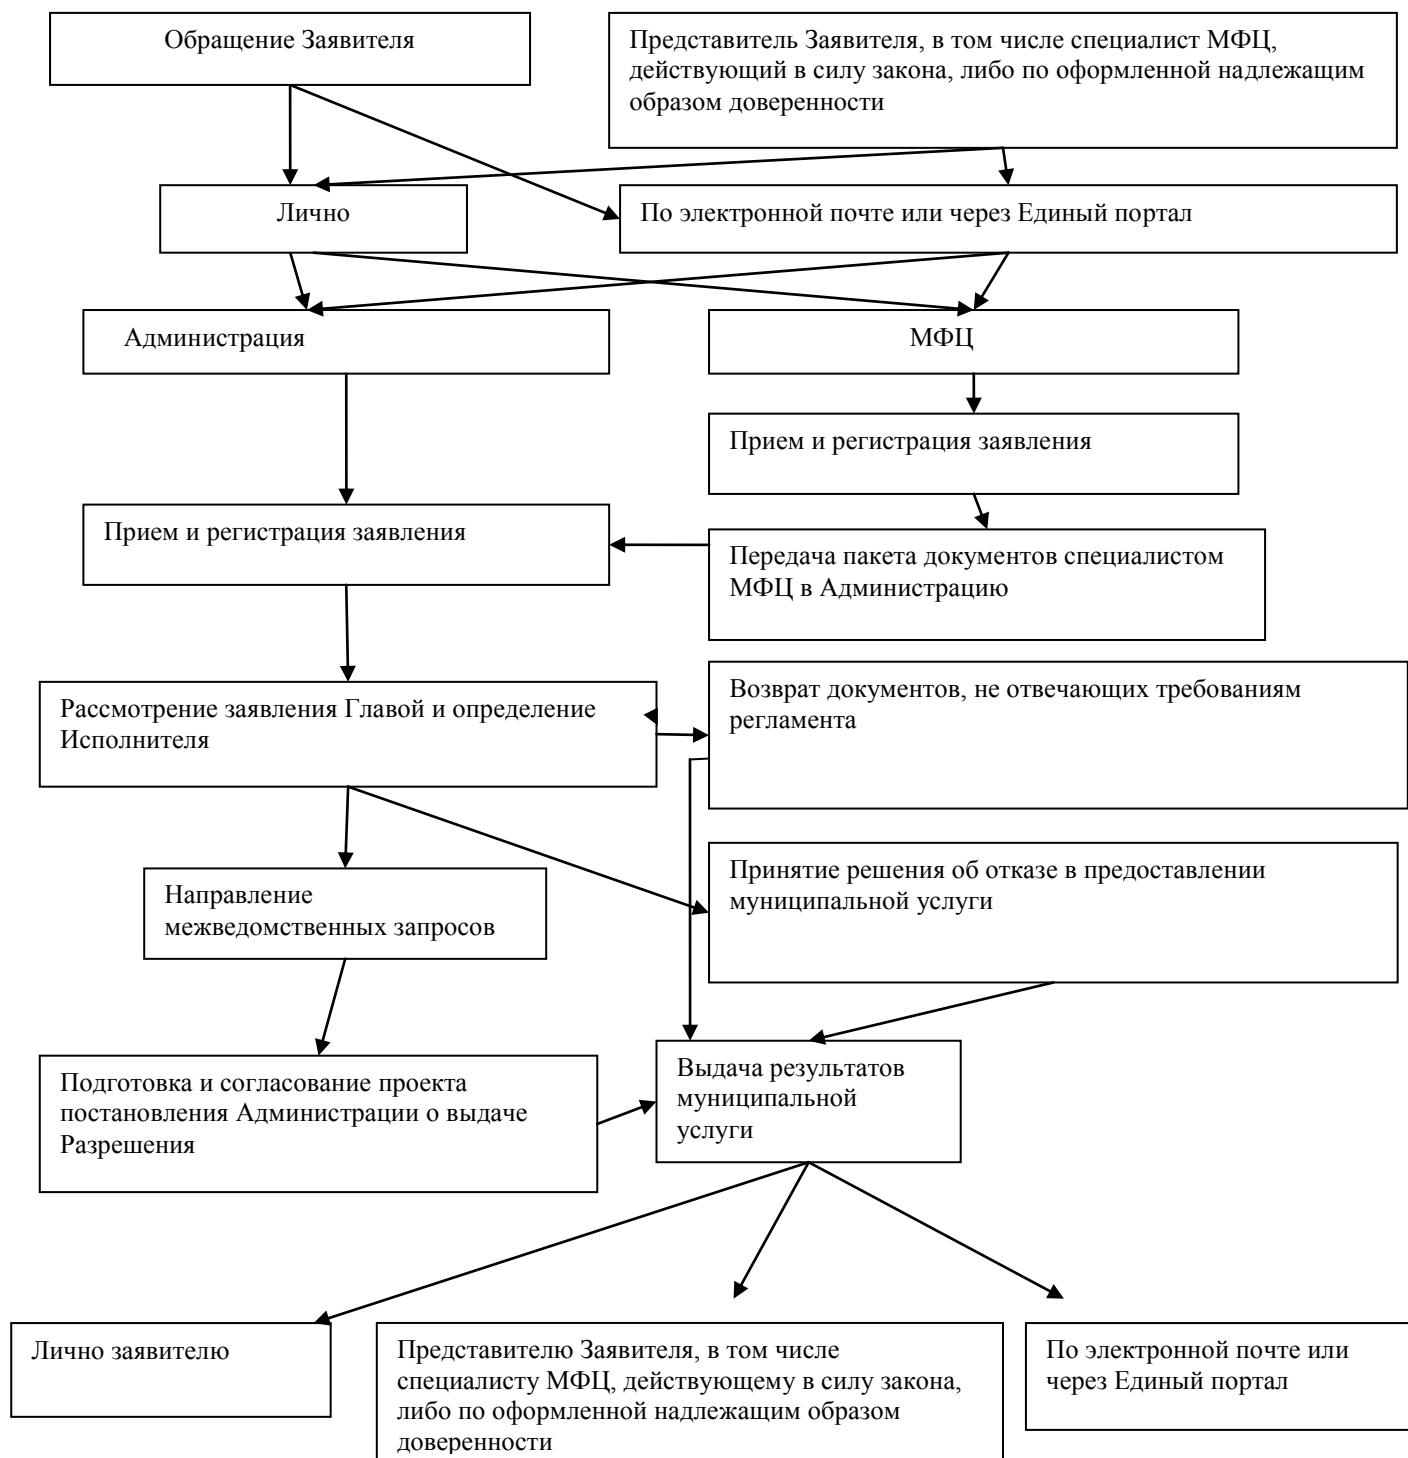 Обращение Заявителя
Представитель Заявителя, в том числе специалист МФЦ,
действующий в силу закона, либо по оформленной надлежащим
образом доверенности
Лично
По электронной почте или через Единый портал
Администрация
МФЦ
Прием и регистрация заявления
Прием и регистрация заявления
Передача пакета документов специалистом
МФЦ в Администрацию
Рассмотрение заявления Главой и определение
Исполнителя
Возврат документов, не отвечающих требованиям
регламента
Принятие решения об отказе в предоставлении
муниципальной услуги
Направление
межведомственных запросов
Подготовка и согласование проекта
постановления Администрации о выдаче
Разрешения
Выдача результатов
муниципальной
услуги
Лично заявителю
Представителю Заявителя, в том числе
специалисту МФЦ, действующему в силу закона,
либо по оформленной надлежащим образом
доверенности
По электронной почте или
через Единый портал